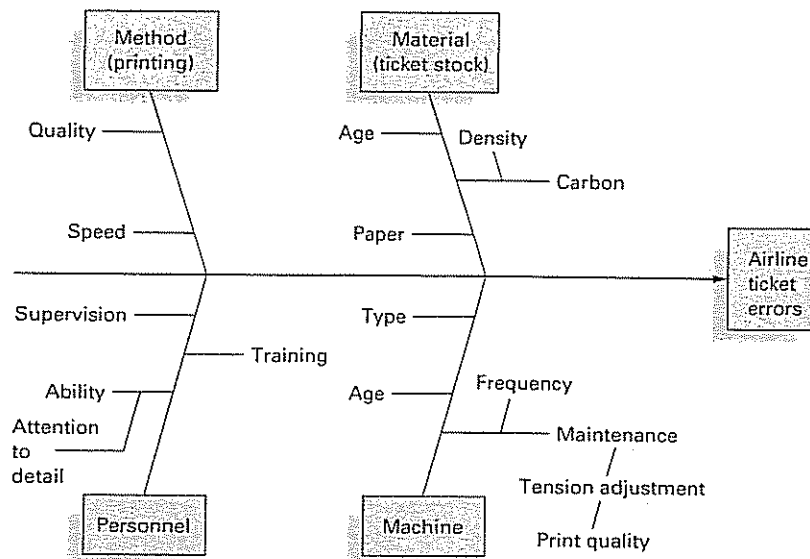 Method
(printing)
Material
(ticket stock)
Quality
Age
Density
Carbon
Speed
Paper
Airline
ticket
errors
Supervision
Type
Training
Ability
Age
Frequency
Attention
to
detail
Maintenance
Tension adjustment
Personnel
Machine
Print quality